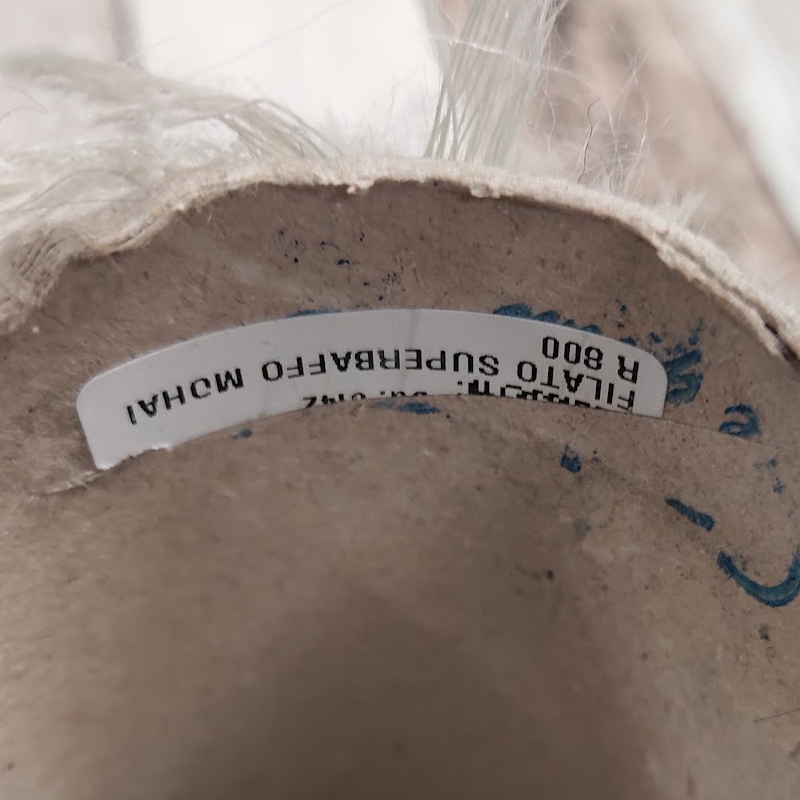 FILATO SUPERBAFFO MOHAI
R 800